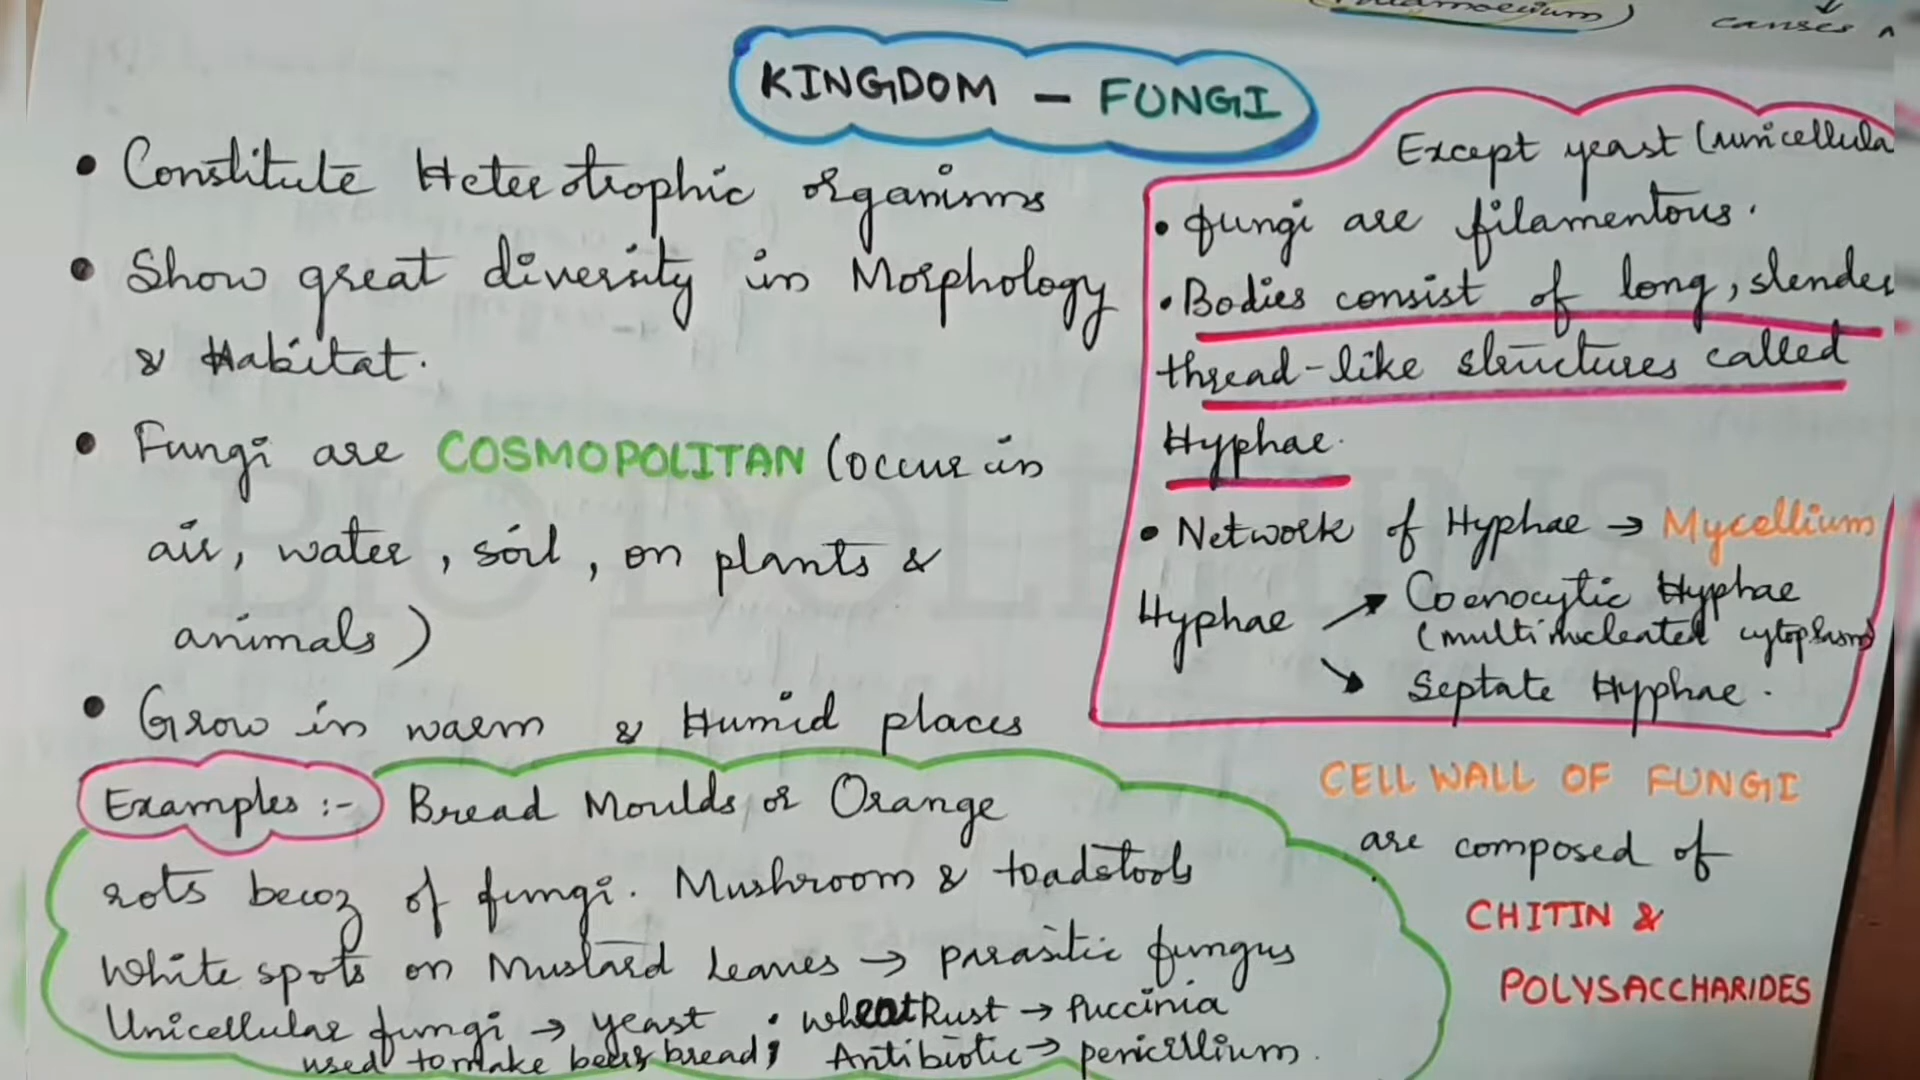 causes
KINGDOM - FUNGI
• Constitute Heterotrophic organisms
• Show great diversity in Morphology
& Habitat.
• Fungi are COSMOPOLITAN (occur in
air, water, soil, on plants &
animals)
• Grow in warm & Humid places
Examples :- Bread Moulds or Orange
rots becoz of fungi. Mushroom & toadstools
White spots on Mustard Leaves → parasitic fungus
Unicellular fungi → yeast ; • wheat Rust → Puccinia
used to make beer, bread; Antibiotic → penicillium.
Except yeast (unicellula
• fungi are filamentous.
• Bodies consist of long, slender
thread-like structures called
Hyphae.
• Network of Hyphae → Mycellium
Hyphae → Coenocytic Hyphae
(multinucleated cytoplasm)
→ Septate Hyphae.
CELL WALL OF FUNGI
are composed of
CHITIN &
POLYSACCHARIDES
BIO DOLPHINS